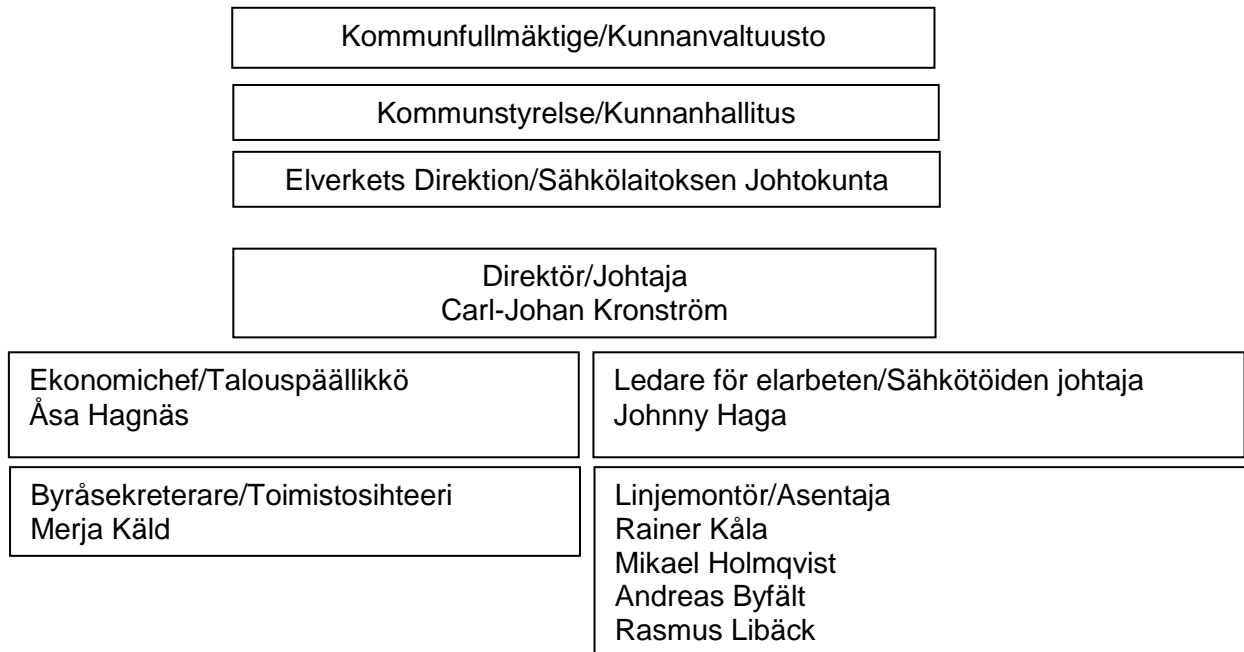 Kommunfullmäktige/Kunnanvaltuusto
Kommunstyrelse/Kunnanhallitus
Elverkets Direktion/Sähkölaitoksen Johtokunta
Direktör/Johtaja
Carl-Johan Kronström
Ekonomichef/Talouspäällikkö
Åsa Hagnäs
Ledare för elarbeten/Sähkötöiden johtaja
Johnny Haga
Byråsekreterare/Toimistosihteeri
Merja Käld
Linjemontör/Asentaja
Rainer Kåla
Mikael Holmqvist
Andreas Byfält
Rasmus Libäck